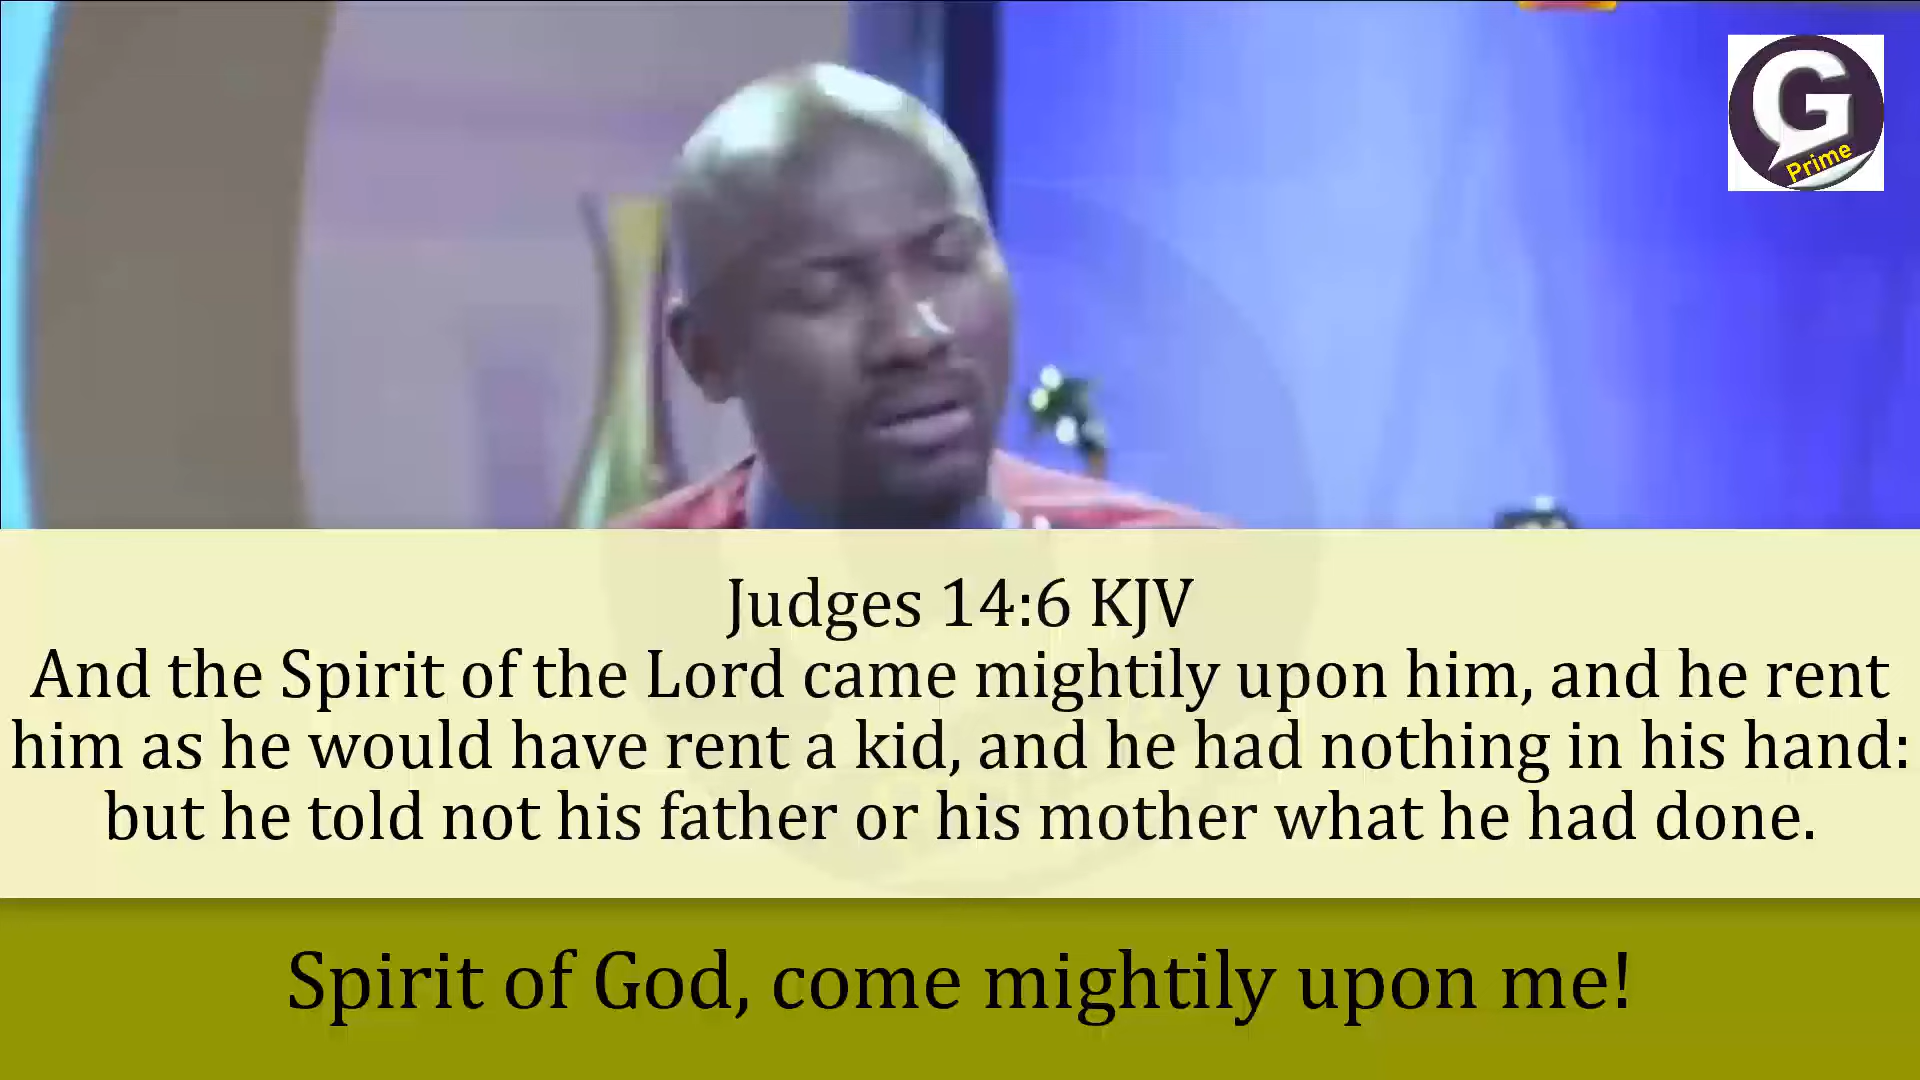 G
Prime
Judges 14:6 KJV
And the Spirit of the Lord came mightily upon him, and he rent
him as he would have rent a kid, and he had nothing in his hand:
but he told not his father or his mother what he had done.
Spirit of God, come mightily upon me!